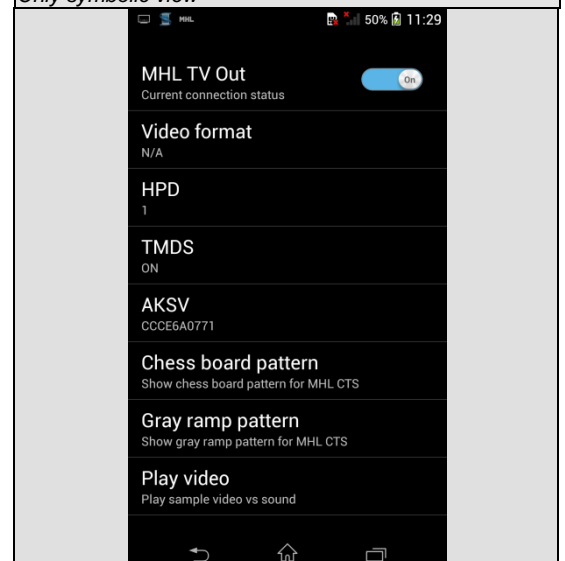 Only symbolic view
MHL 50% 11:29
MHL TV Out
On
Current connection status
Video format
N/A
HPD
1
TMDS
ON
AKSV
CCCE6A0771
Chess board pattern
Show chess board pattern for MHL CTS
Gray ramp pattern
Show gray ramp pattern for MHL CTS
Play video
Play sample video vs sound